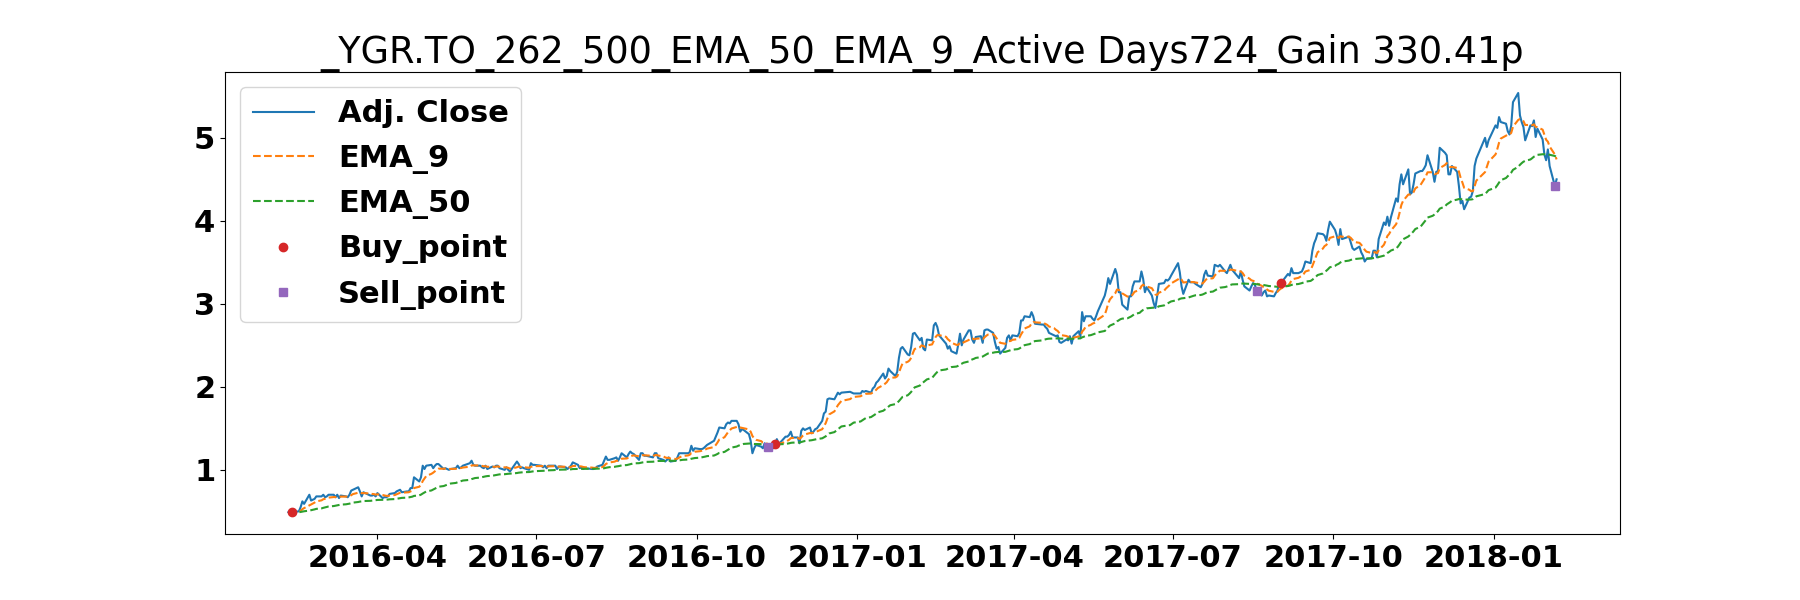 _YGR.TO_262_500_EMA_50_EMA_9_Active Days724_Gain 330.41p
Adj. Close
EMA_9
EMA_50
Buy_point
Sell_point
5
4
3
2
1
2016-04 2016-07 2016-10 2017-01 2017-04 2017-07 2017-10 2018-01